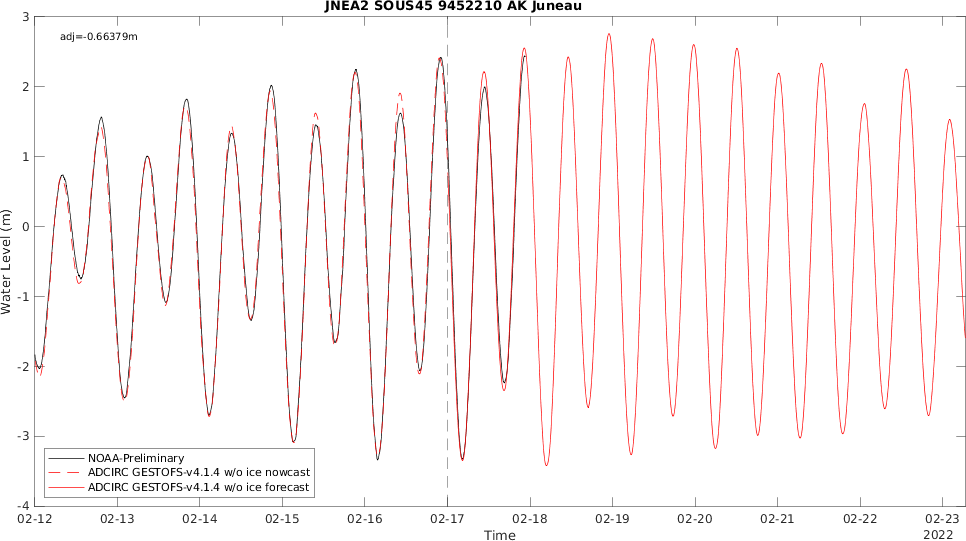 JNEA2 SOUS45 9452210 AK Juneau
adj=-0.66379m
3
2
1
0
-1
-2
-3
-4
Water Level (m)
NOAA-Preliminary
ADCIRC GESTOFS-v4.1.4 w/o ice nowcast
ADCIRC GESTOFS-v4.1.4 w/o ice forecast
02-12 02-13 02-14 02-15 02-16 02-17 02-18 02-19 02-20 02-21 02-22 02-23
Time
2022